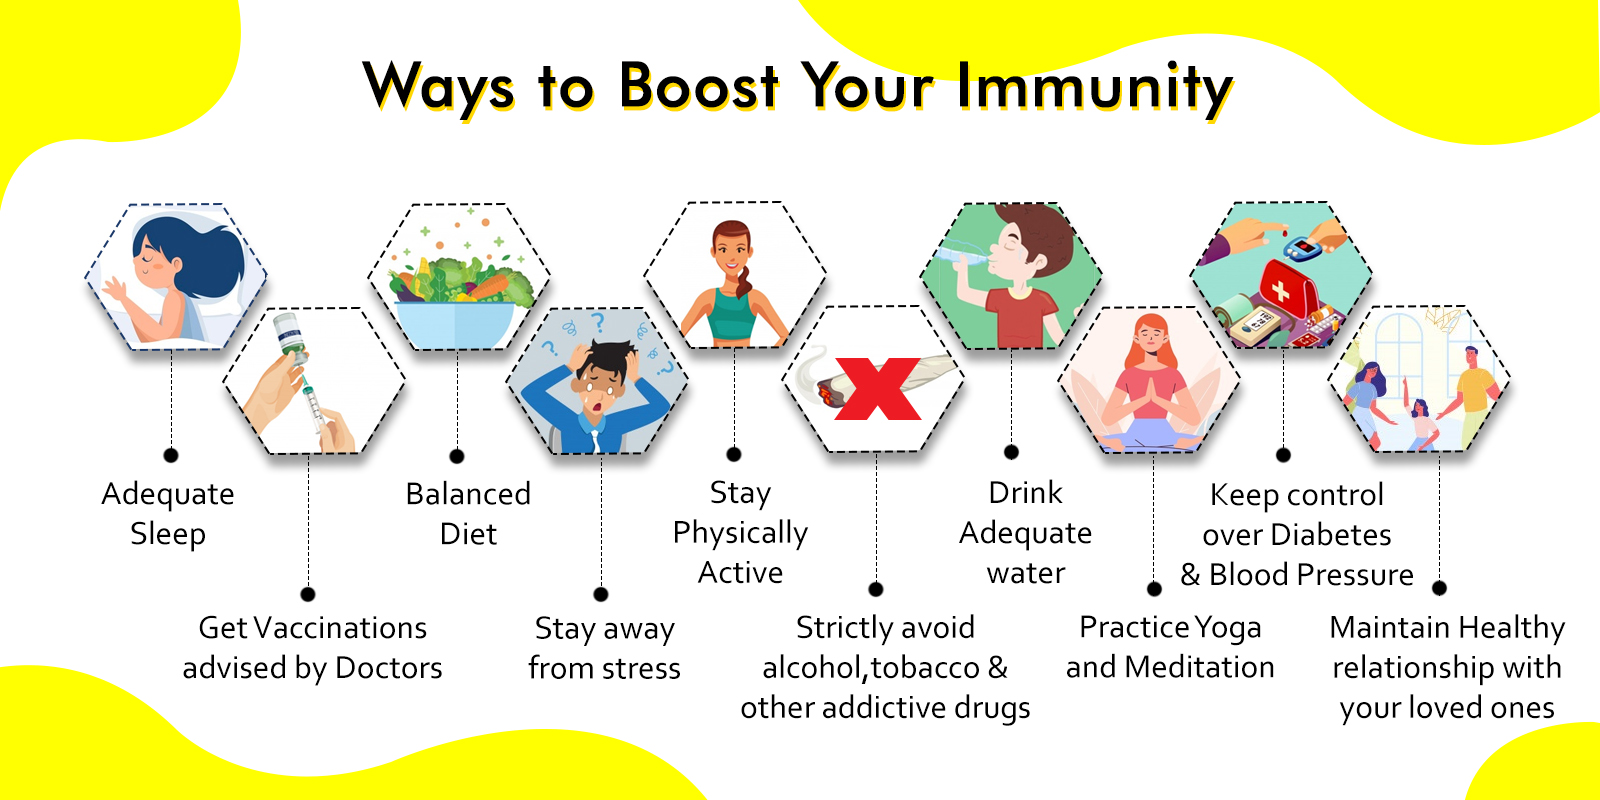 Ways to Boost Your Immunity
Adequate
Sleep
Get Vaccinations
advised by Doctors
Balanced
Diet
Stay away
from stress
Stay
Physically
Active
Strictly avoid
alcohol,tobacco &
other addictive drugs
Drink
Adequate
water
Practice Yoga
and Meditation
Keep control
over Diabetes
& Blood Pressure
Maintain Healthy
relationship with
your loved ones